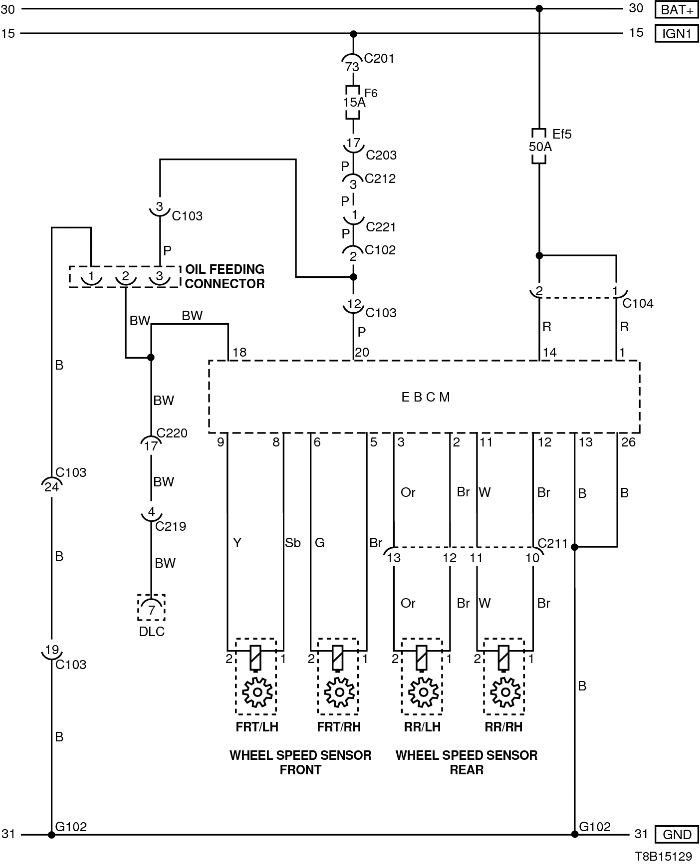 30 30 BAT+
15 15 IGN1
C201
73
F6
15A
17
C203
P
C212
3
P
1
C221
P
C102
2
Ef5
50A
3
C103
P
OIL FEEDING
CONNECTOR
1 2 3
12
C103
P
2 1
C104
R R
BW BW
18 20 14 1
E B C M
B
BW
C220
17
BW
4
C219
BW
7
DLC
C103
24
B
19
C103
B
9 8 6 5 3 2 11 12 13 26
Or Br W Br B B
Y Sb G Br
C211
13 12 11 10
Or Br W Br
2 1 2 1 2 1 2 1
B
FRT/LH FRT/RH RR/LH RR/RH
WHEEL SPEED SENSOR
FRONT
WHEEL SPEED SENSOR
REAR
31 G102 G102 31 GND
T8B15129